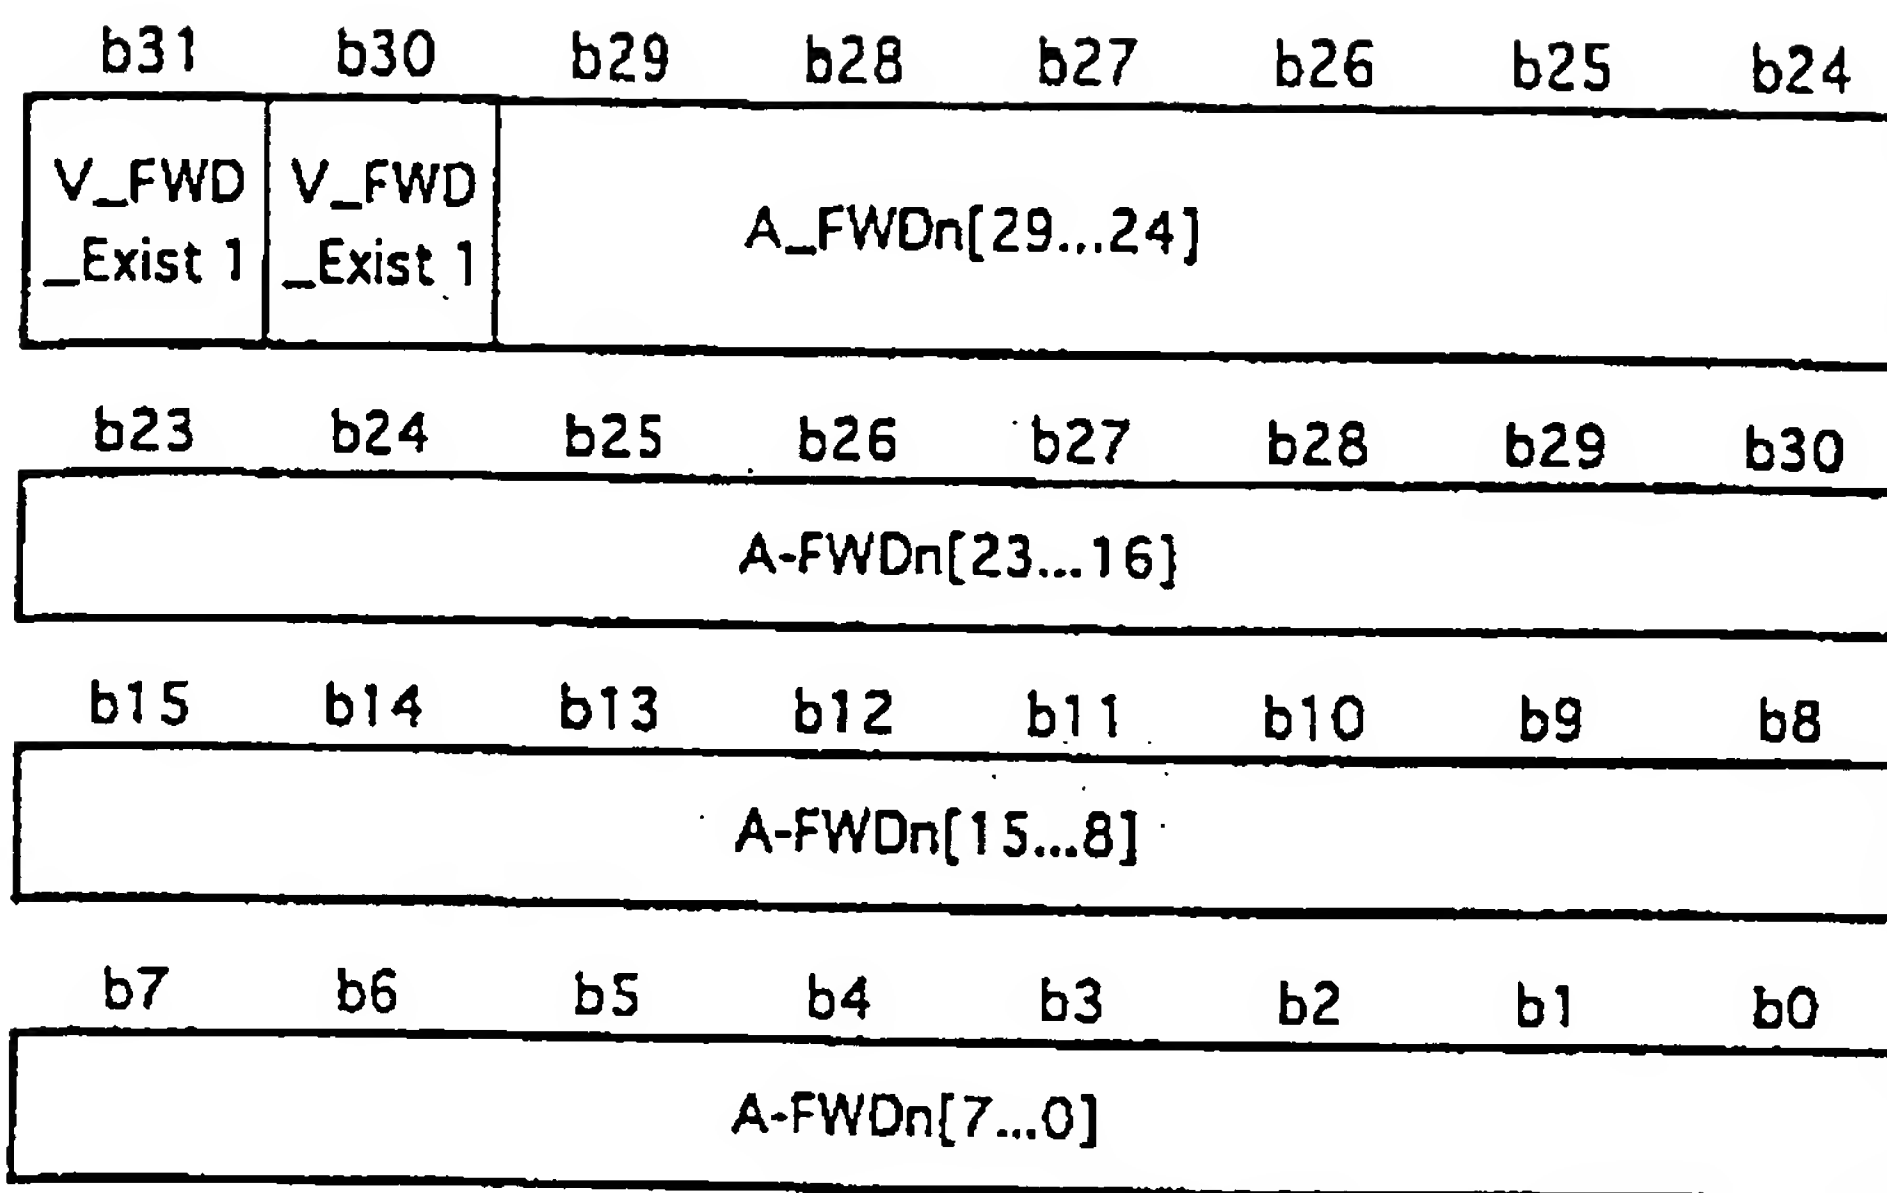 b31 b30 b29 b28 b27 b26 b25 b24
V_FWD V_FWD
_Exist 1 _Exist 1
A_FWDn[29...24]
b23 b24 b25 b26 b27 b28 b29 b30
A-FWDn[23...16}
b15 b14 b13 b12 b11 b10 b9 b8
A-FWDn[15...8]
b7 b6 b5 b4 b3 b2 b1 b0
A-FWDn[7...0]